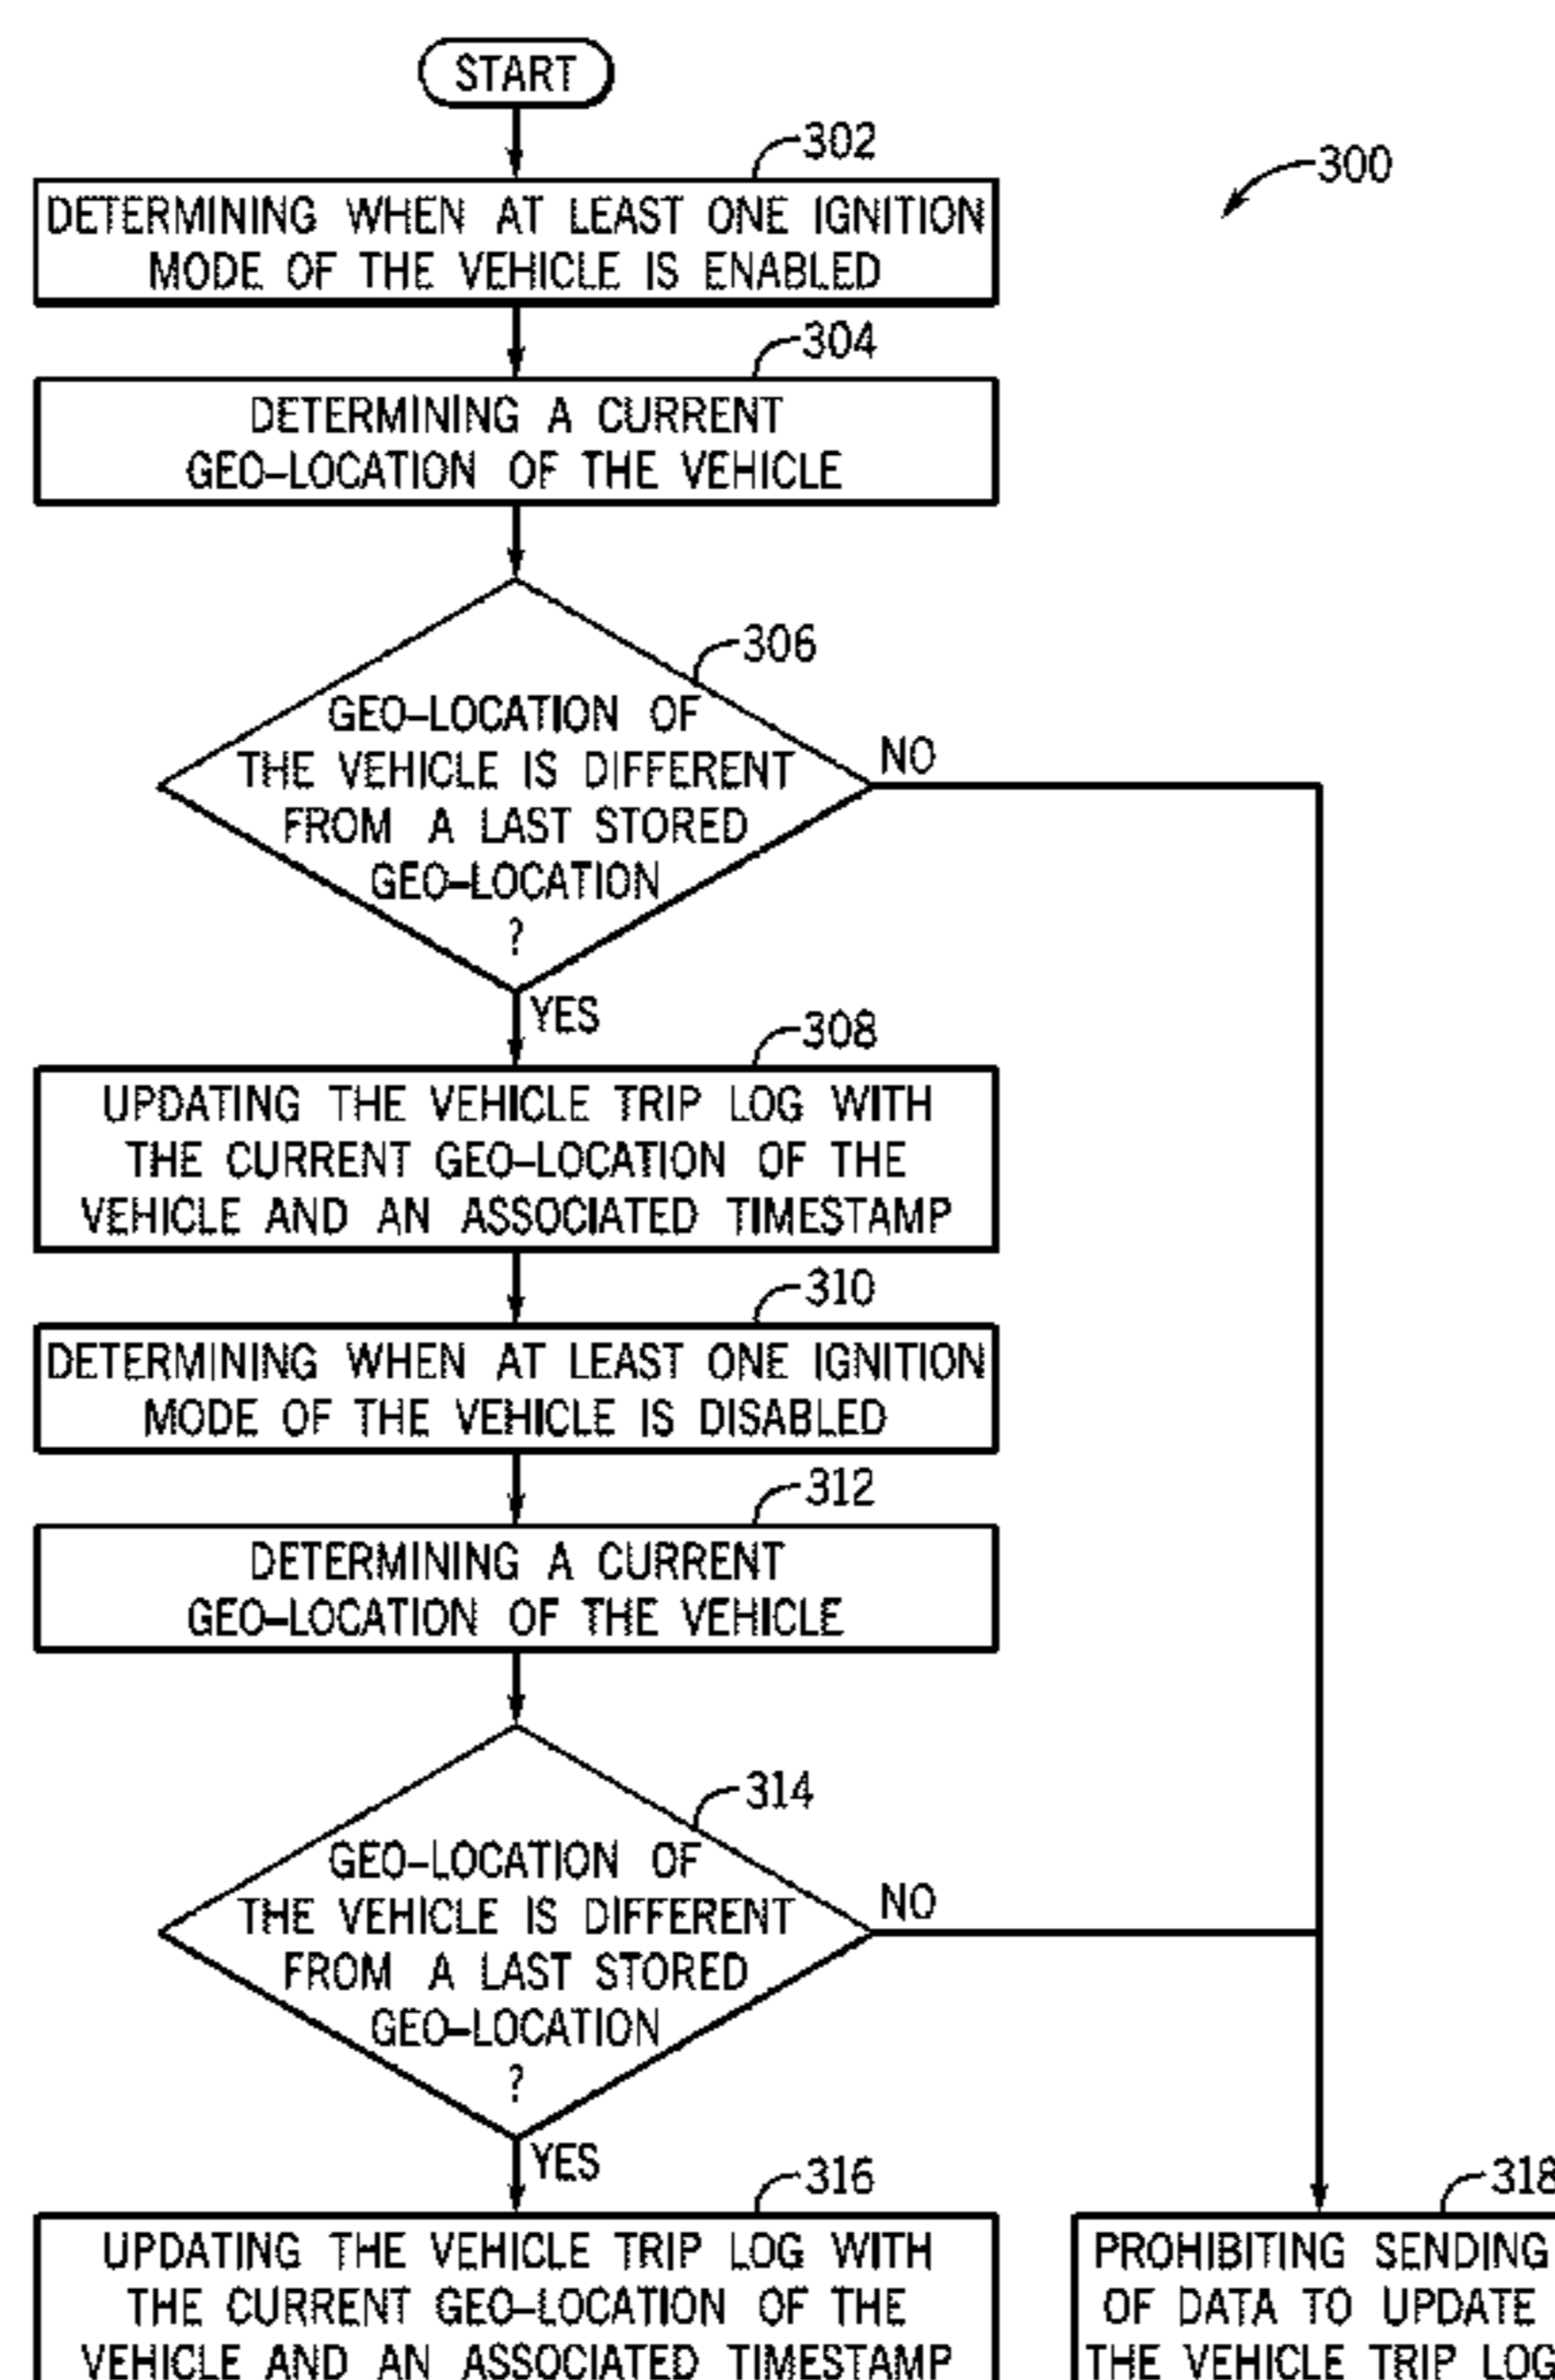 START
302
300
DETERMINING WHEN AT LEAST ONE IGNITION
MODE OF THE VEHICLE IS ENABLED
304
DETERMINING A CURRENT
GEO-LOCATION OF THE VEHICLE
306
GEO-LOCATION OF
THE VEHICLE IS DIFFERENT
FROM A LAST STORED
GEO-LOCATION
?
NO
YES
308
UPDATING THE VEHICLE TRIP LOG WITH
THE CURRENT GEO-LOCATION OF THE
VEHICLE AND AN ASSOCIATED TIMESTAMP
310
DETERMINING WHEN AT LEAST ONE IGNITION
MODE OF THE VEHICLE IS DISABLED
312
DETERMINING A CURRENT
GEO-LOCATION OF THE VEHICLE
314
GEO-LOCATION OF
THE VEHICLE IS DIFFERENT
FROM A LAST STORED
GEO-LOCATION
?
NO
YES
316
UPDATING THE VEHICLE TRIP LOG WITH
THE CURRENT GEO-LOCATION OF THE
VEHICLE AND AN ASSOCIATED TIMESTAMP
318
PROHIBITING SENDING
OF DATA TO UPDATE
THE VEHICLE TRIP LOG